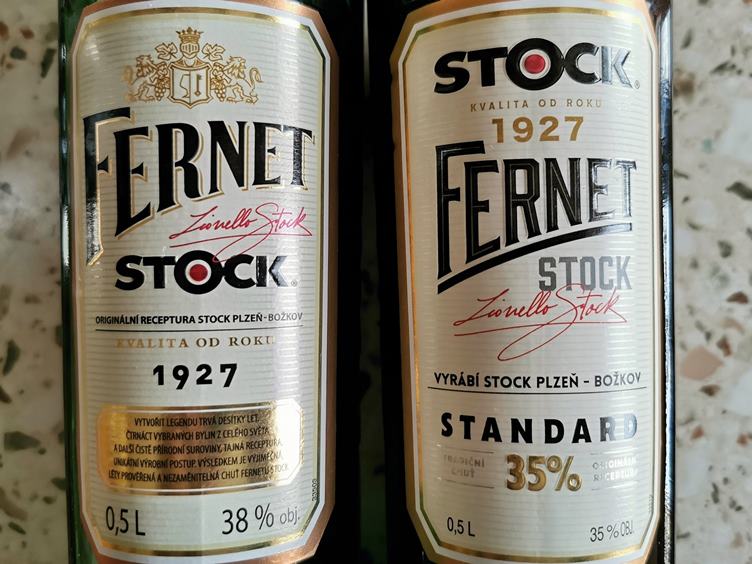 FERNET
Lionello Stock
STOCK®
ORIGINÁLNÍ RECEPTURA STOCK PLZEŇ-BOŽKOV
KVALITA OD ROKU
1927
VYTVOŘIT LEGENDU TRVÁ DESÍTKY LET.
ČTRNÁCT VYBRANÝCH BYLIN Z CELÉHO SVĚTA
A DALŠÍ ČISTĚ PŘÍRODNÍ SUROVINY, TAJNÁ RECEPTURA,
UNIKÁTNÍ VÝROBNÍ POSTUP. VÝSLEDKEM JE VÝJIMEČNÁ,
LÉTY PROVĚŘENÁ A NEZAMĚNITELNÁ CHUŤ FERNETU STOCK.
0,5 L 38 % obj.
STOCK®
KVALITA OD ROKU
1927
FERNET
STOCK
Lionello Stock
VYRÁBÍ STOCK PLZEŇ - BOŽKOV
STANDARD
TRADIČNÍ CHUŤ
35%
ORIGINÁLNÍ RECEPTURA
0,5 L 35 % OBJ.